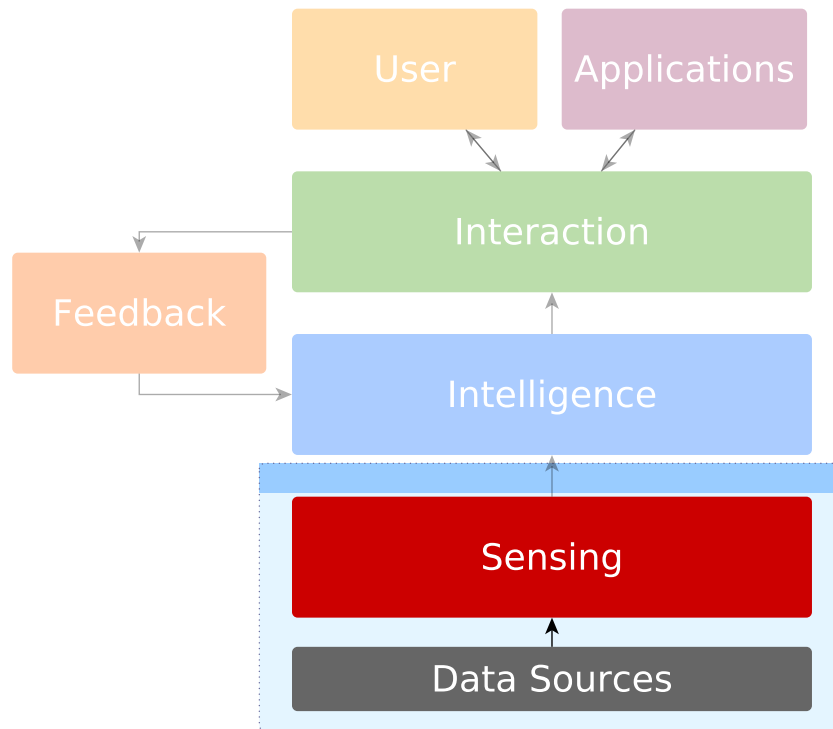 User
Applications
Interaction
Feedback
Intelligence
Sensing
Data Sources